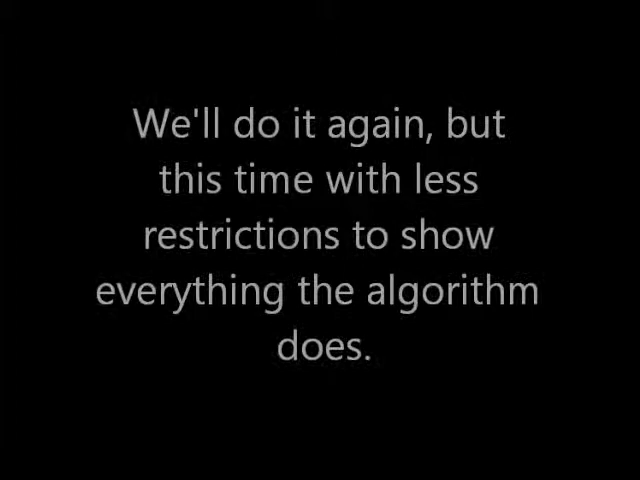 We'll do it again, but
this time with less
restrictions to show
everything the algorithm
does.